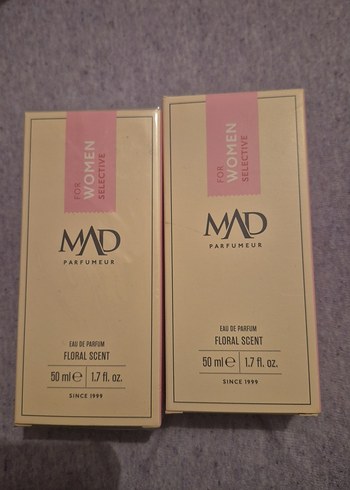 FOR
WOMEN
SELECTIVE
MAD
PARFUMEUR
EAU DE PARFUM
FLORAL SCENT
50 ml ℮ 1.7 fl. oz.
SINCE 1999
FOR
WOMEN
SELECTIVE
MAD
PARFUMEUR
EAU DE PARFUM
FLORAL SCENT
50 ml ℮ 1.7 fl. oz.
SINCE 1999